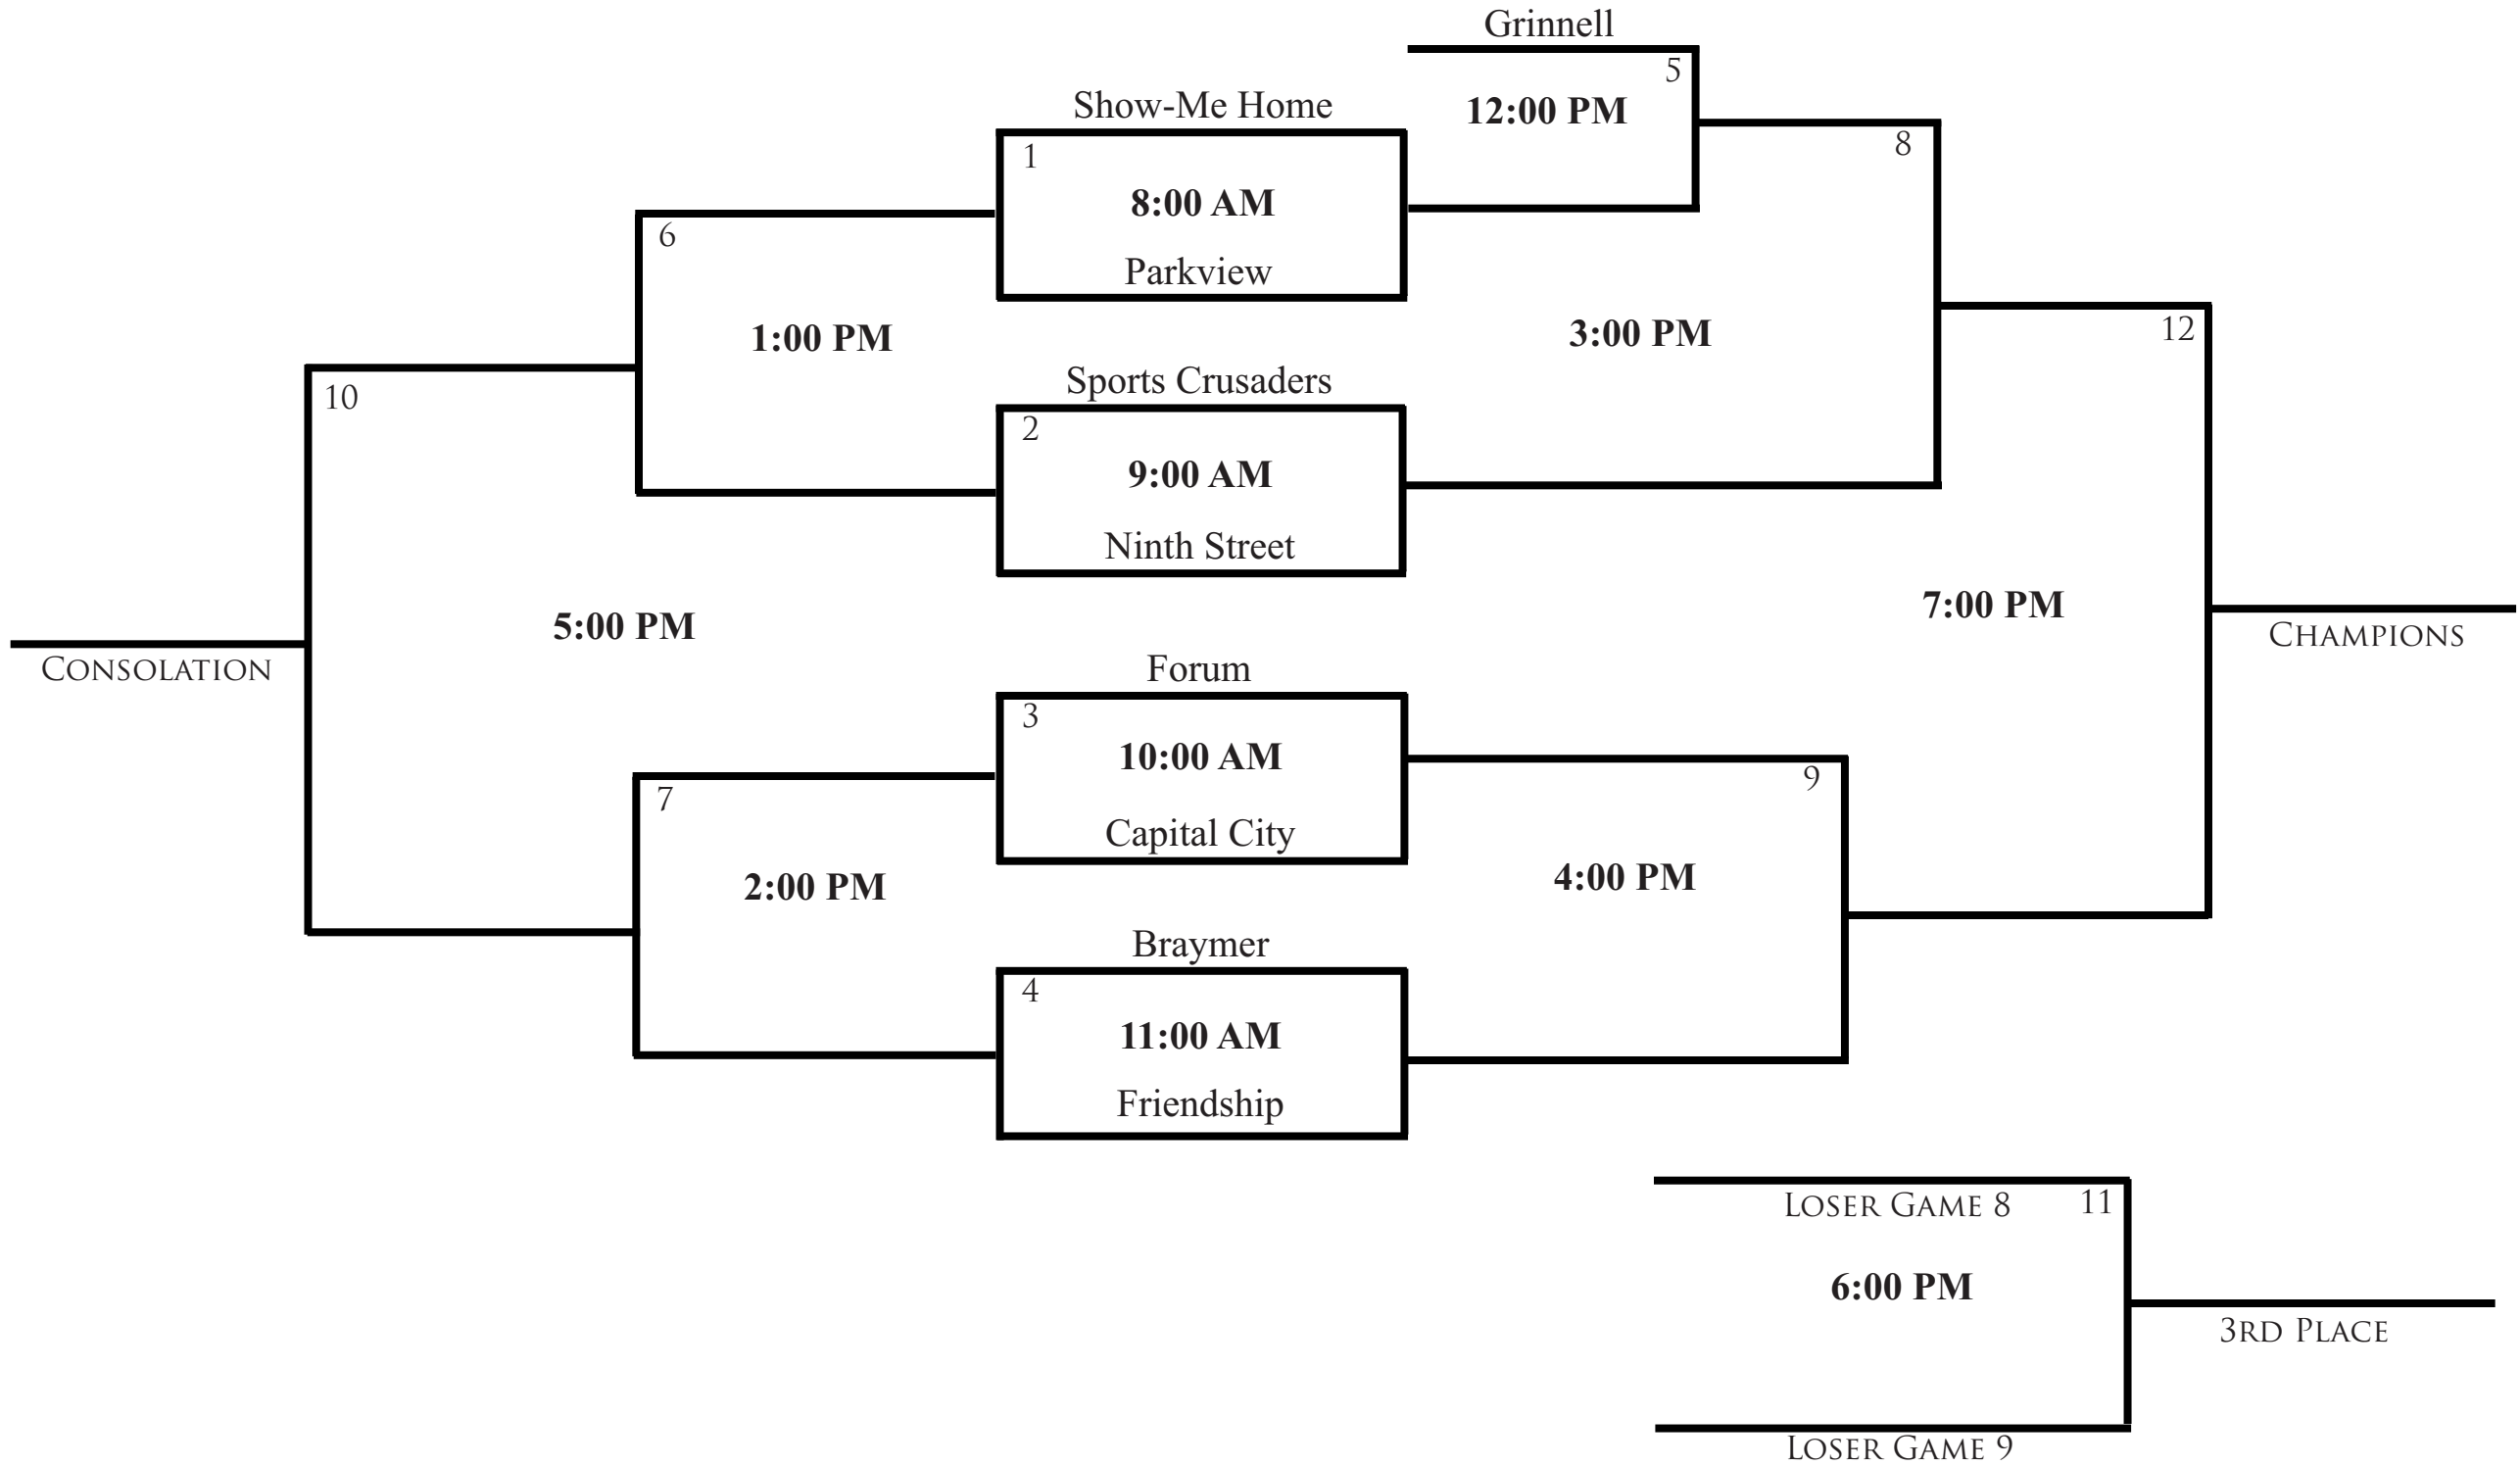 Grinnell
5
12:00 PM
Show-Me Home
1
8:00 AM
Parkview
8
6
1:00 PM
3:00 PM
12
Sports Crusaders
2
9:00 AM
Ninth Street
10
5:00 PM
7:00 PM
Consolation
Champions
Forum
3
10:00 AM
Capital City
9
7
2:00 PM
4:00 PM
Braymer
4
11:00 AM
Friendship
Loser Game 8
11
6:00 PM
3rd Place
Loser Game 9